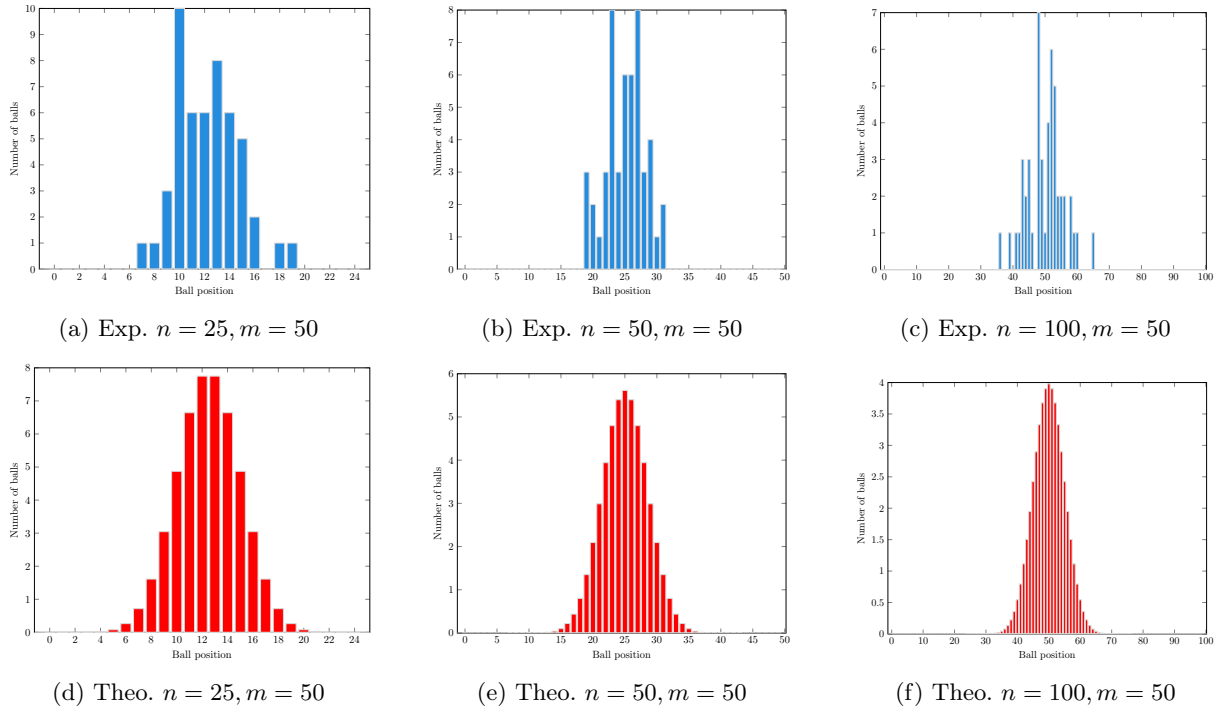 10
9
8
7
6
5
4
3
2
1
0
Number of balls
0 2 4 6 8 10 12 14 16 18 20 22 24
Ball position
(a) Exp. n = 25, m = 50
8
7
6
5
4
3
2
1
0
Number of balls
0 5 10 15 20 25 30 35 40 45 50
Ball position
(b) Exp. n = 50, m = 50
7
6
5
4
3
2
1
0
Number of balls
0 10 20 30 40 50 60 70 80 90 100
Ball position
(c) Exp. n = 100, m = 50
8
7
6
5
4
3
2
1
0
Number of balls
0 2 4 6 8 10 12 14 16 18 20 22 24
Ball position
(d) Theo. n = 25, m = 50
6
5
4
3
2
1
0
Number of balls
0 5 10 15 20 25 30 35 40 45 50
Ball position
(e) Theo. n = 50, m = 50
4
3.5
3
2.5
2
1.5
1
0.5
0
Number of balls
0 10 20 30 40 50 60 70 80 90 100
Ball position
(f) Theo. n = 100, m = 50